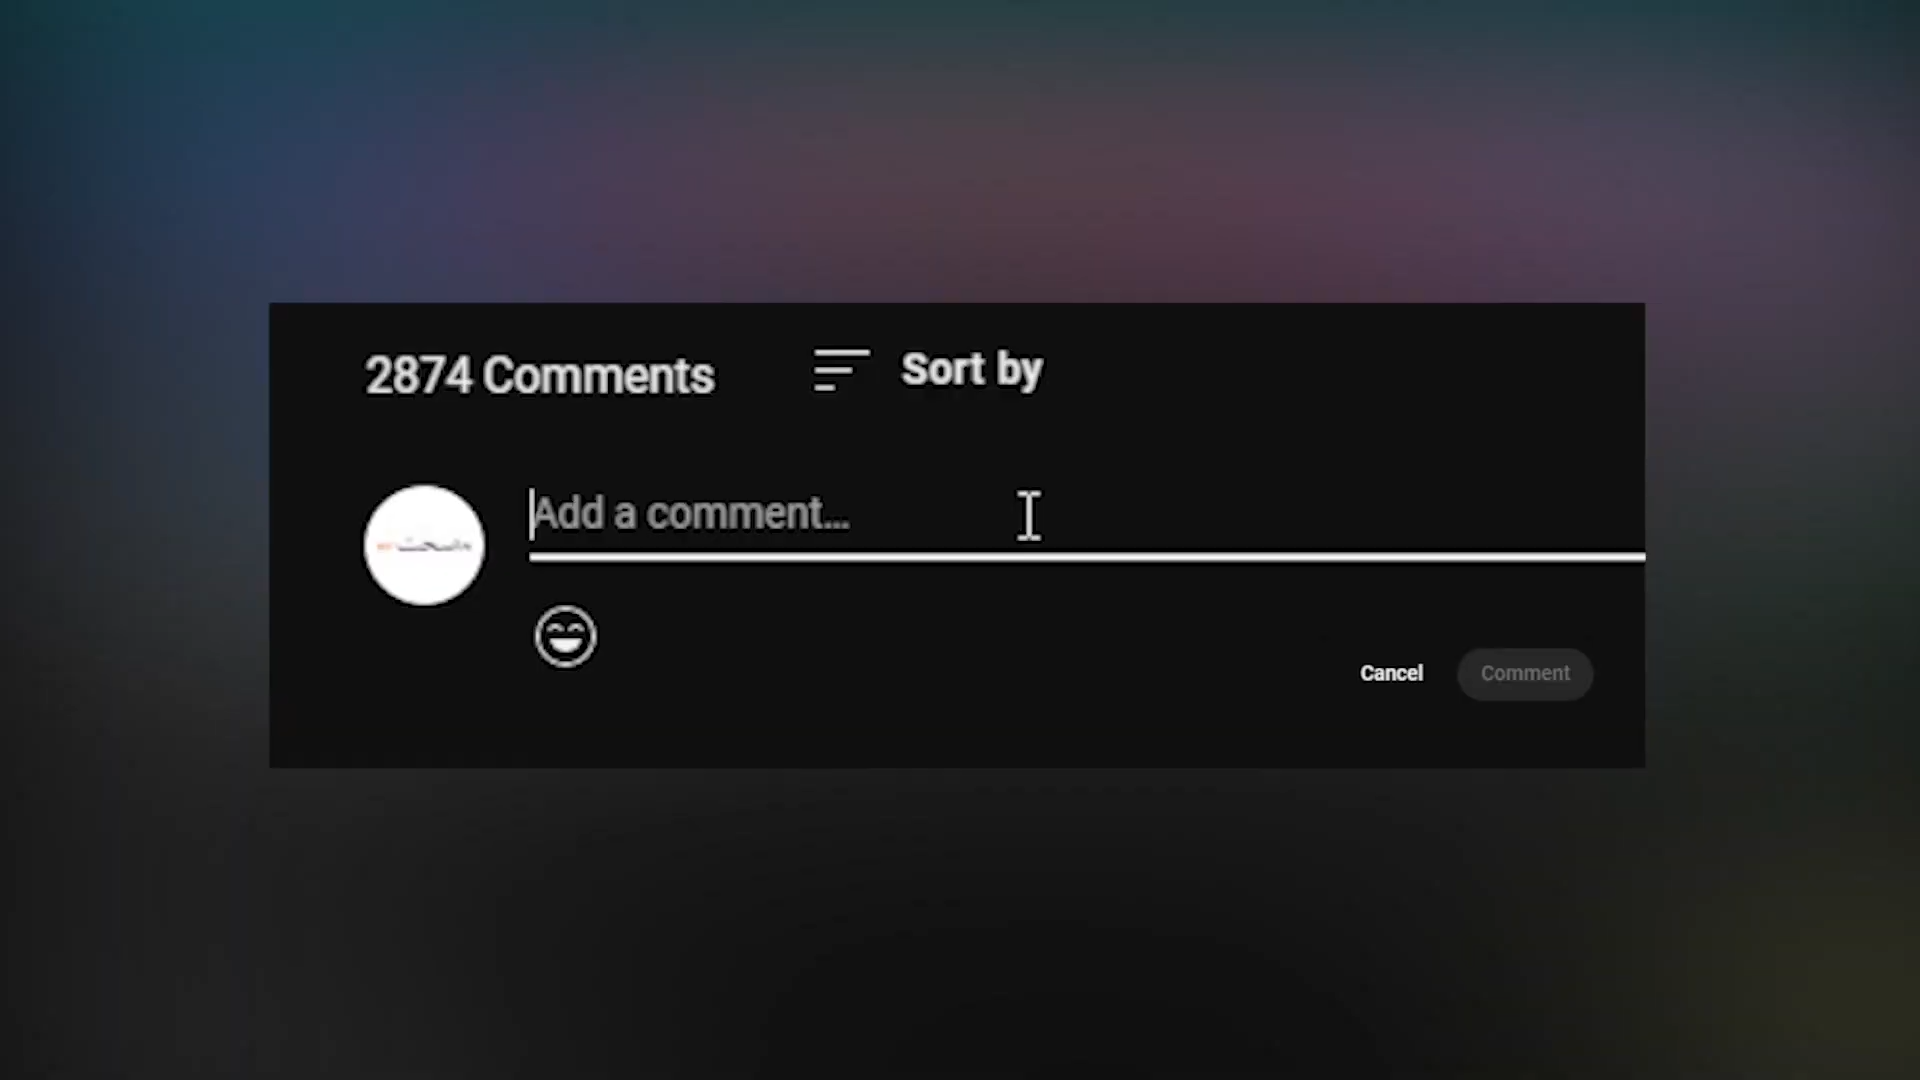 2874 Comments
Sort by
Add a comment...
Cancel
Comment